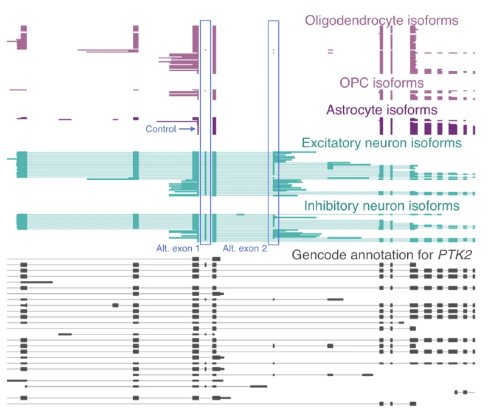 Oligodendrocyte isoforms
OPC isoforms
Astrocyte isoforms
Control
Excitatory neuron isoforms
Inhibitory neuron isoforms
Alt. exon 1 Alt. exon 2
Gencode annotation for PTK2